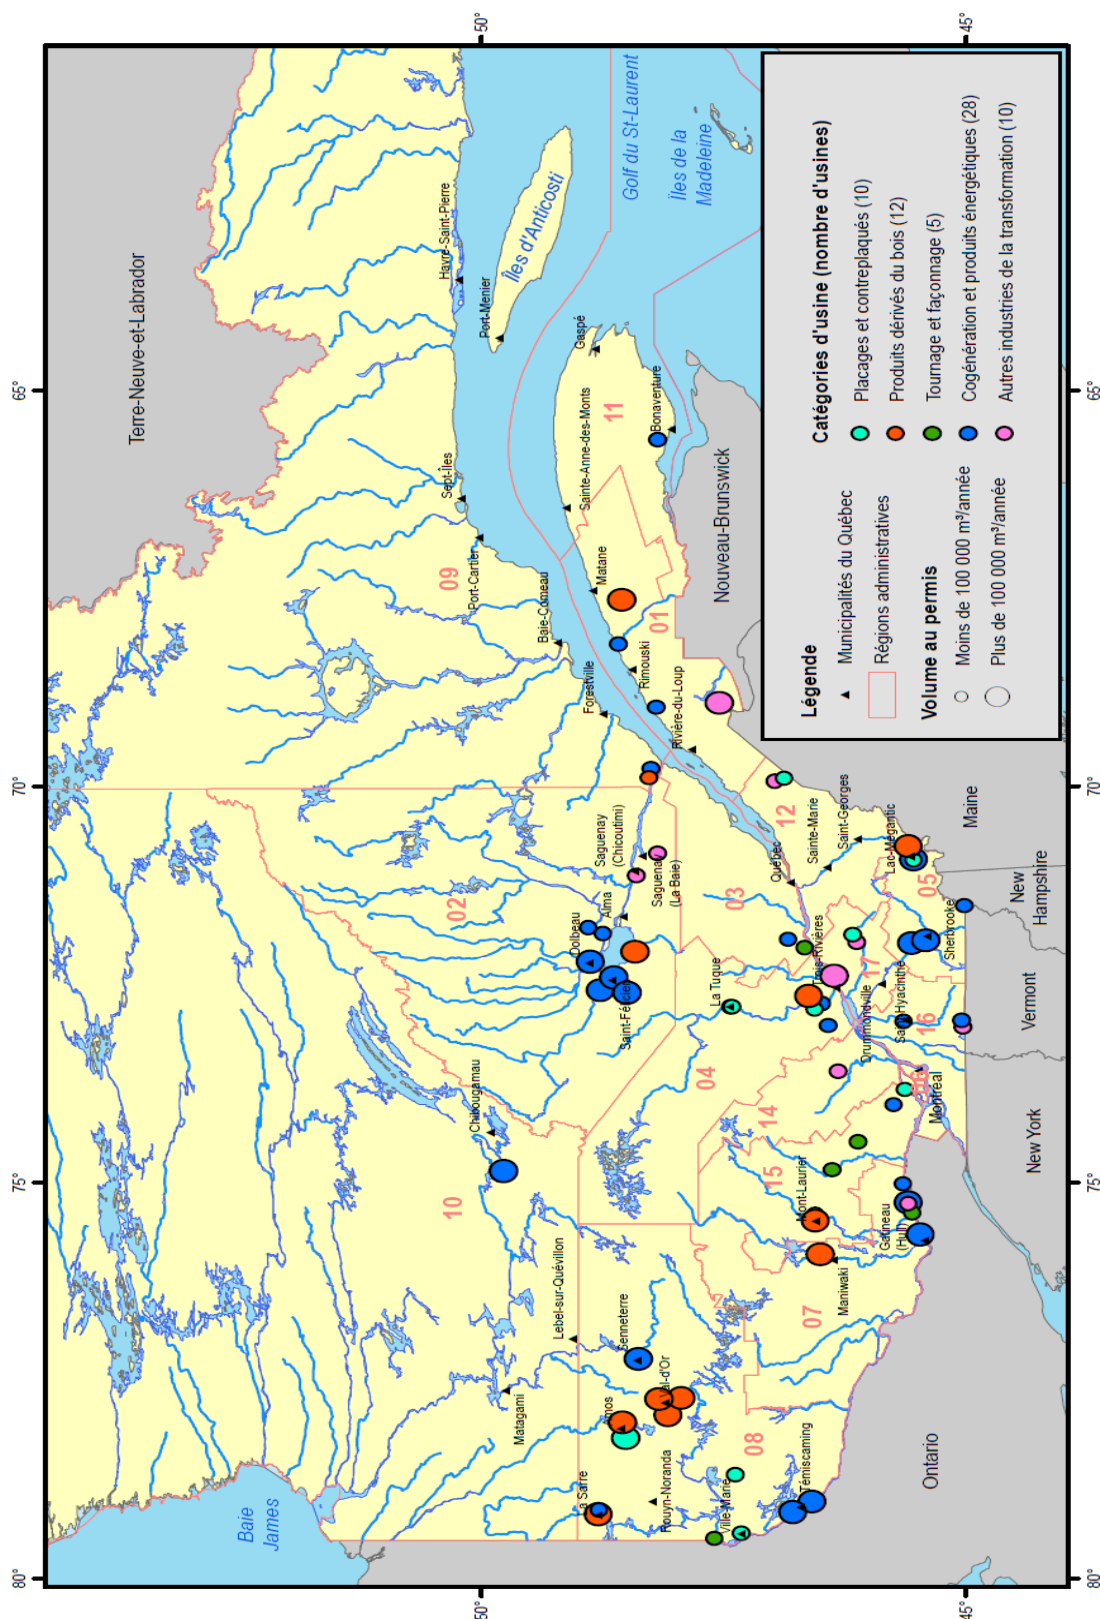 Terre-Neuve-et-Labrador
Baie
James
Golf du St-Laurent
Îles de la
Madeleine
Îles d'Anticosti
Havre-Saint-Pierre
Port-Menier
Gaspé
Bonaventure
Sainte-Anne-des-Monts
Sept-Îles
Port-Cartier
Baie-Comeau
Matane
Forestville
Rimouski
Rivière-du-Loup
Saguenay
(Chicoutimi)
Saguenay
(La Baie)
Alma
Dolbeau
Saint-Félicien
Chibougamau
Lebel-sur-Quévillon
Matagami
Senneterre
Val-d'Or
Amos
La Sarre
Rouyn-Noranda
Ville-Marie
Témiscaming
Maniwaki
Mont-Laurier
Gatineau
(Hull)
La Tuque
Trois-Rivières
Québec
Sainte-Marie
Saint-Georges
Lac-Mégantic
Sherbrooke
Drummondville
Saint-Hyacinthe
Montréal
01
02
03
04
05
06
07
08
09
10
11
12
14
15
16
17
Nouveau-Brunswick
Maine
New
Hampshire
Vermont
New York
Ontario
80°
75°
70°
65°
50°
45°
50°
45°
Légende
Municipalités du Québec
Régions administratives
Volume au permis
Moins de 100 000 m³/année
Plus de 100 000 m³/année
Catégories d'usine (nombre d'usines)
Placages et contreplaqués (10)
Produits dérivés du bois (12)
Tournage et façonnage (5)
Cogénération et produits énergétiques (28)
Autres industries de la transformation (10)